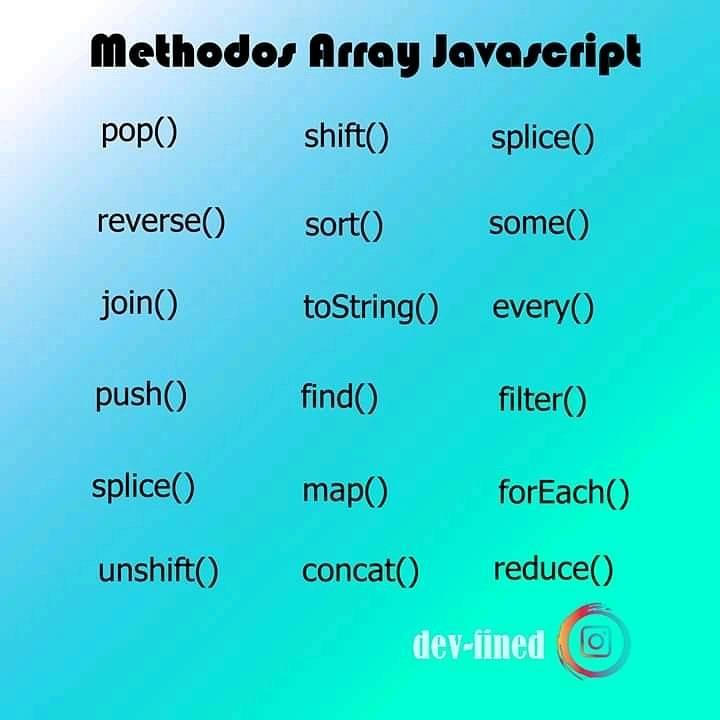 Methodos Array Javascript
pop() shift() splice()
reverse() sort() some()
join() toString() every()
push() find() filter()
splice() map() forEach()
unshift() concat() reduce()
dev-fined